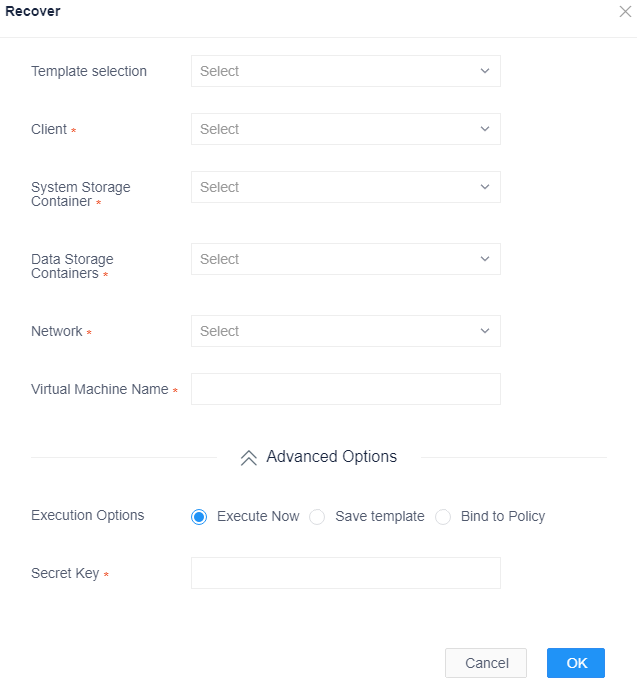 Recover
Template selection Select
Client * Select
System Storage
Container * Select
Data Storage
Containers * Select
Network * Select
Virtual Machine Name *
Advanced Options
Execution Options Execute Now Save template Bind to Policy
Secret Key *
Cancel OK